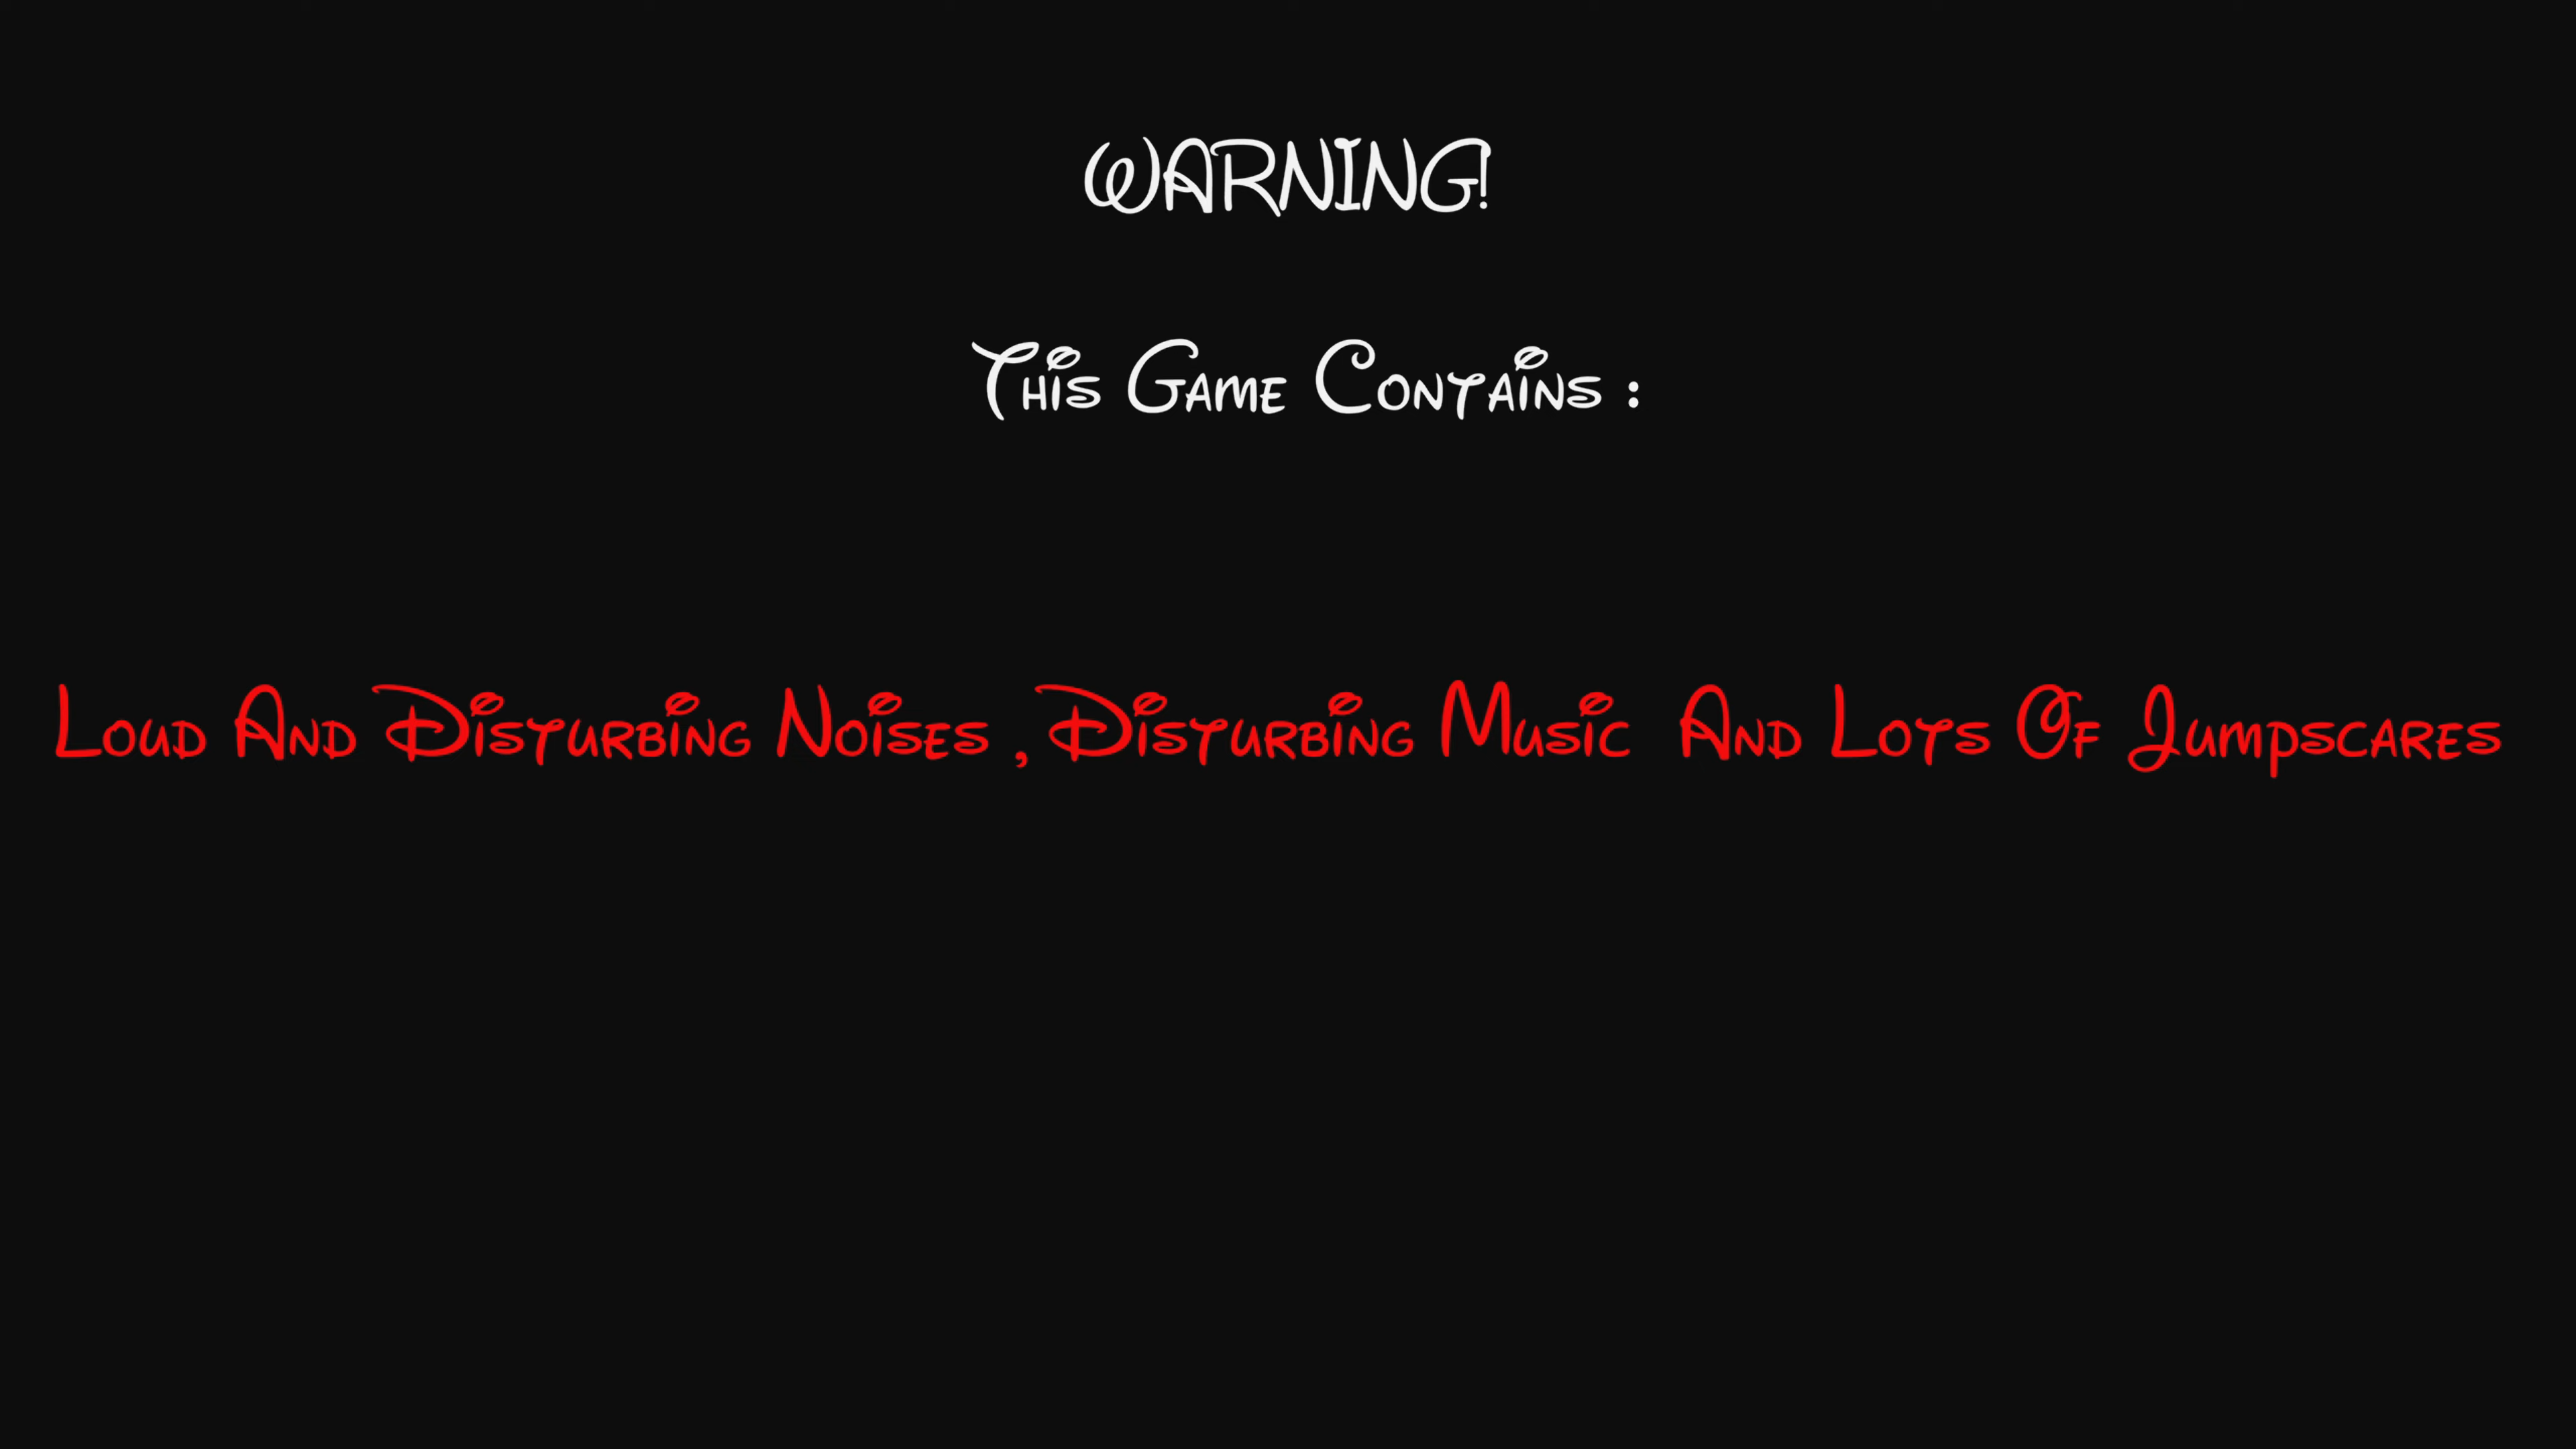 WARNING!
This Game Contains :
Loud And Disturbing Noises , Disturbing Music And Lots Of Jumpscares